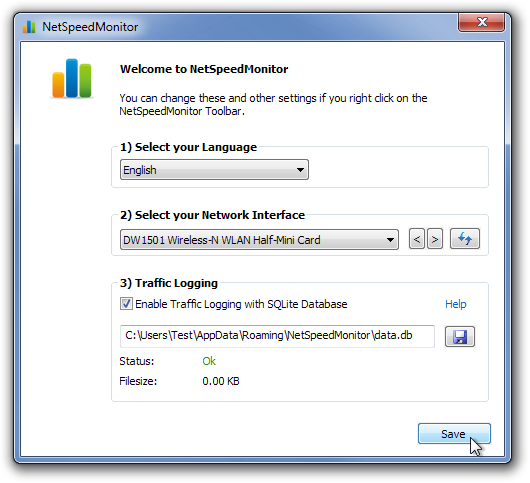 NetSpeedMonitor
Welcome to NetSpeedMonitor
You can change these and other settings if you right click on the
NetSpeedMonitor Toolbar.
1) Select your Language
English
2) Select your Network Interface
DW1501 Wireless-N WLAN Half-Mini Card
< >
3) Traffic Logging
Enable Traffic Logging with SQLite Database Help
C:\Users\Test\AppData\Roaming\NetSpeedMonitor\data.db
Status: Ok
Filesize: 0.00 KB
Save